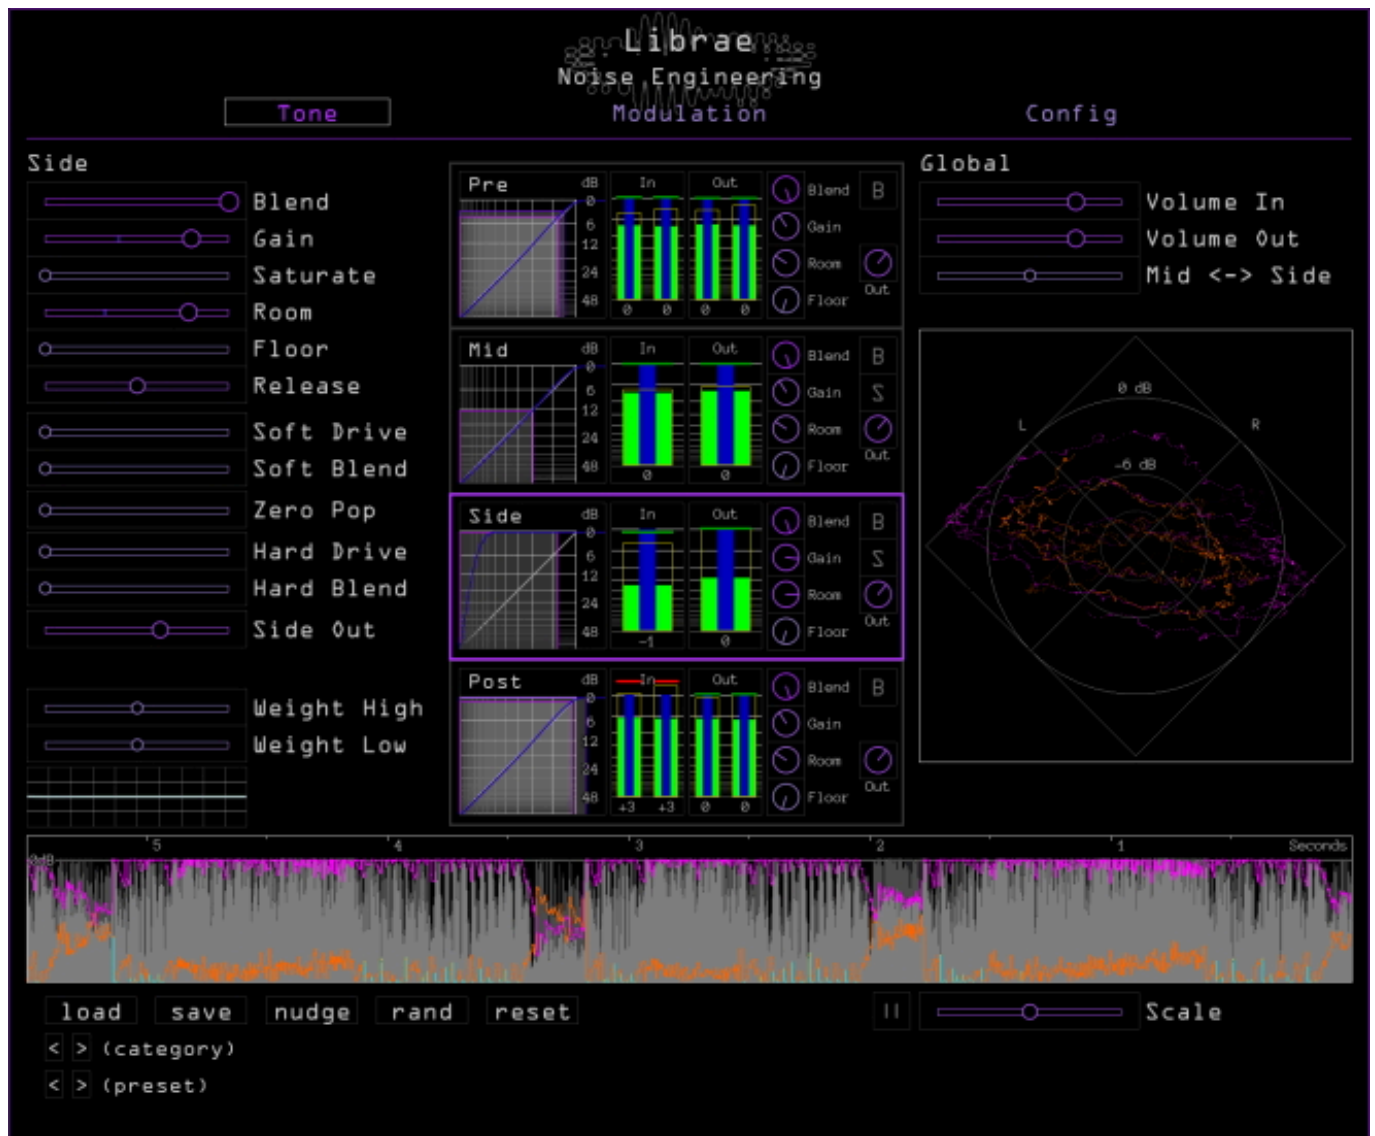 Librae
Noise Engineering
Tone
Modulation
Config
Side
Blend
Gain
Saturate
Room
Floor
Release
Soft Drive
Soft Blend
Zero Pop
Hard Drive
Hard Blend
Side Out
Weight High
Weight Low
Pre
dB
In
Out
0
6
12
24
48
0 0 0 0
Blend
Gain
Room
Floor
B
Out
Mid
dB
In
Out
0
6
12
24
48
0 0
Blend
Gain
Room
Floor
B
S
Out
Side
dB
In
Out
0
6
12
24
48
-1 0
Blend
Gain
Room
Floor
B
S
Out
Post
dB
In
Out
0
6
12
24
48
+3 +3 0 0
Blend
Gain
Room
Floor
B
Out
Global
Volume In
Volume Out
Mid <-> Side
0 dB
L
R
-6 dB
5 4 3 2 1 Seconds
0dB
load save nudge rand reset
Scale
< > (category)
< > (preset)